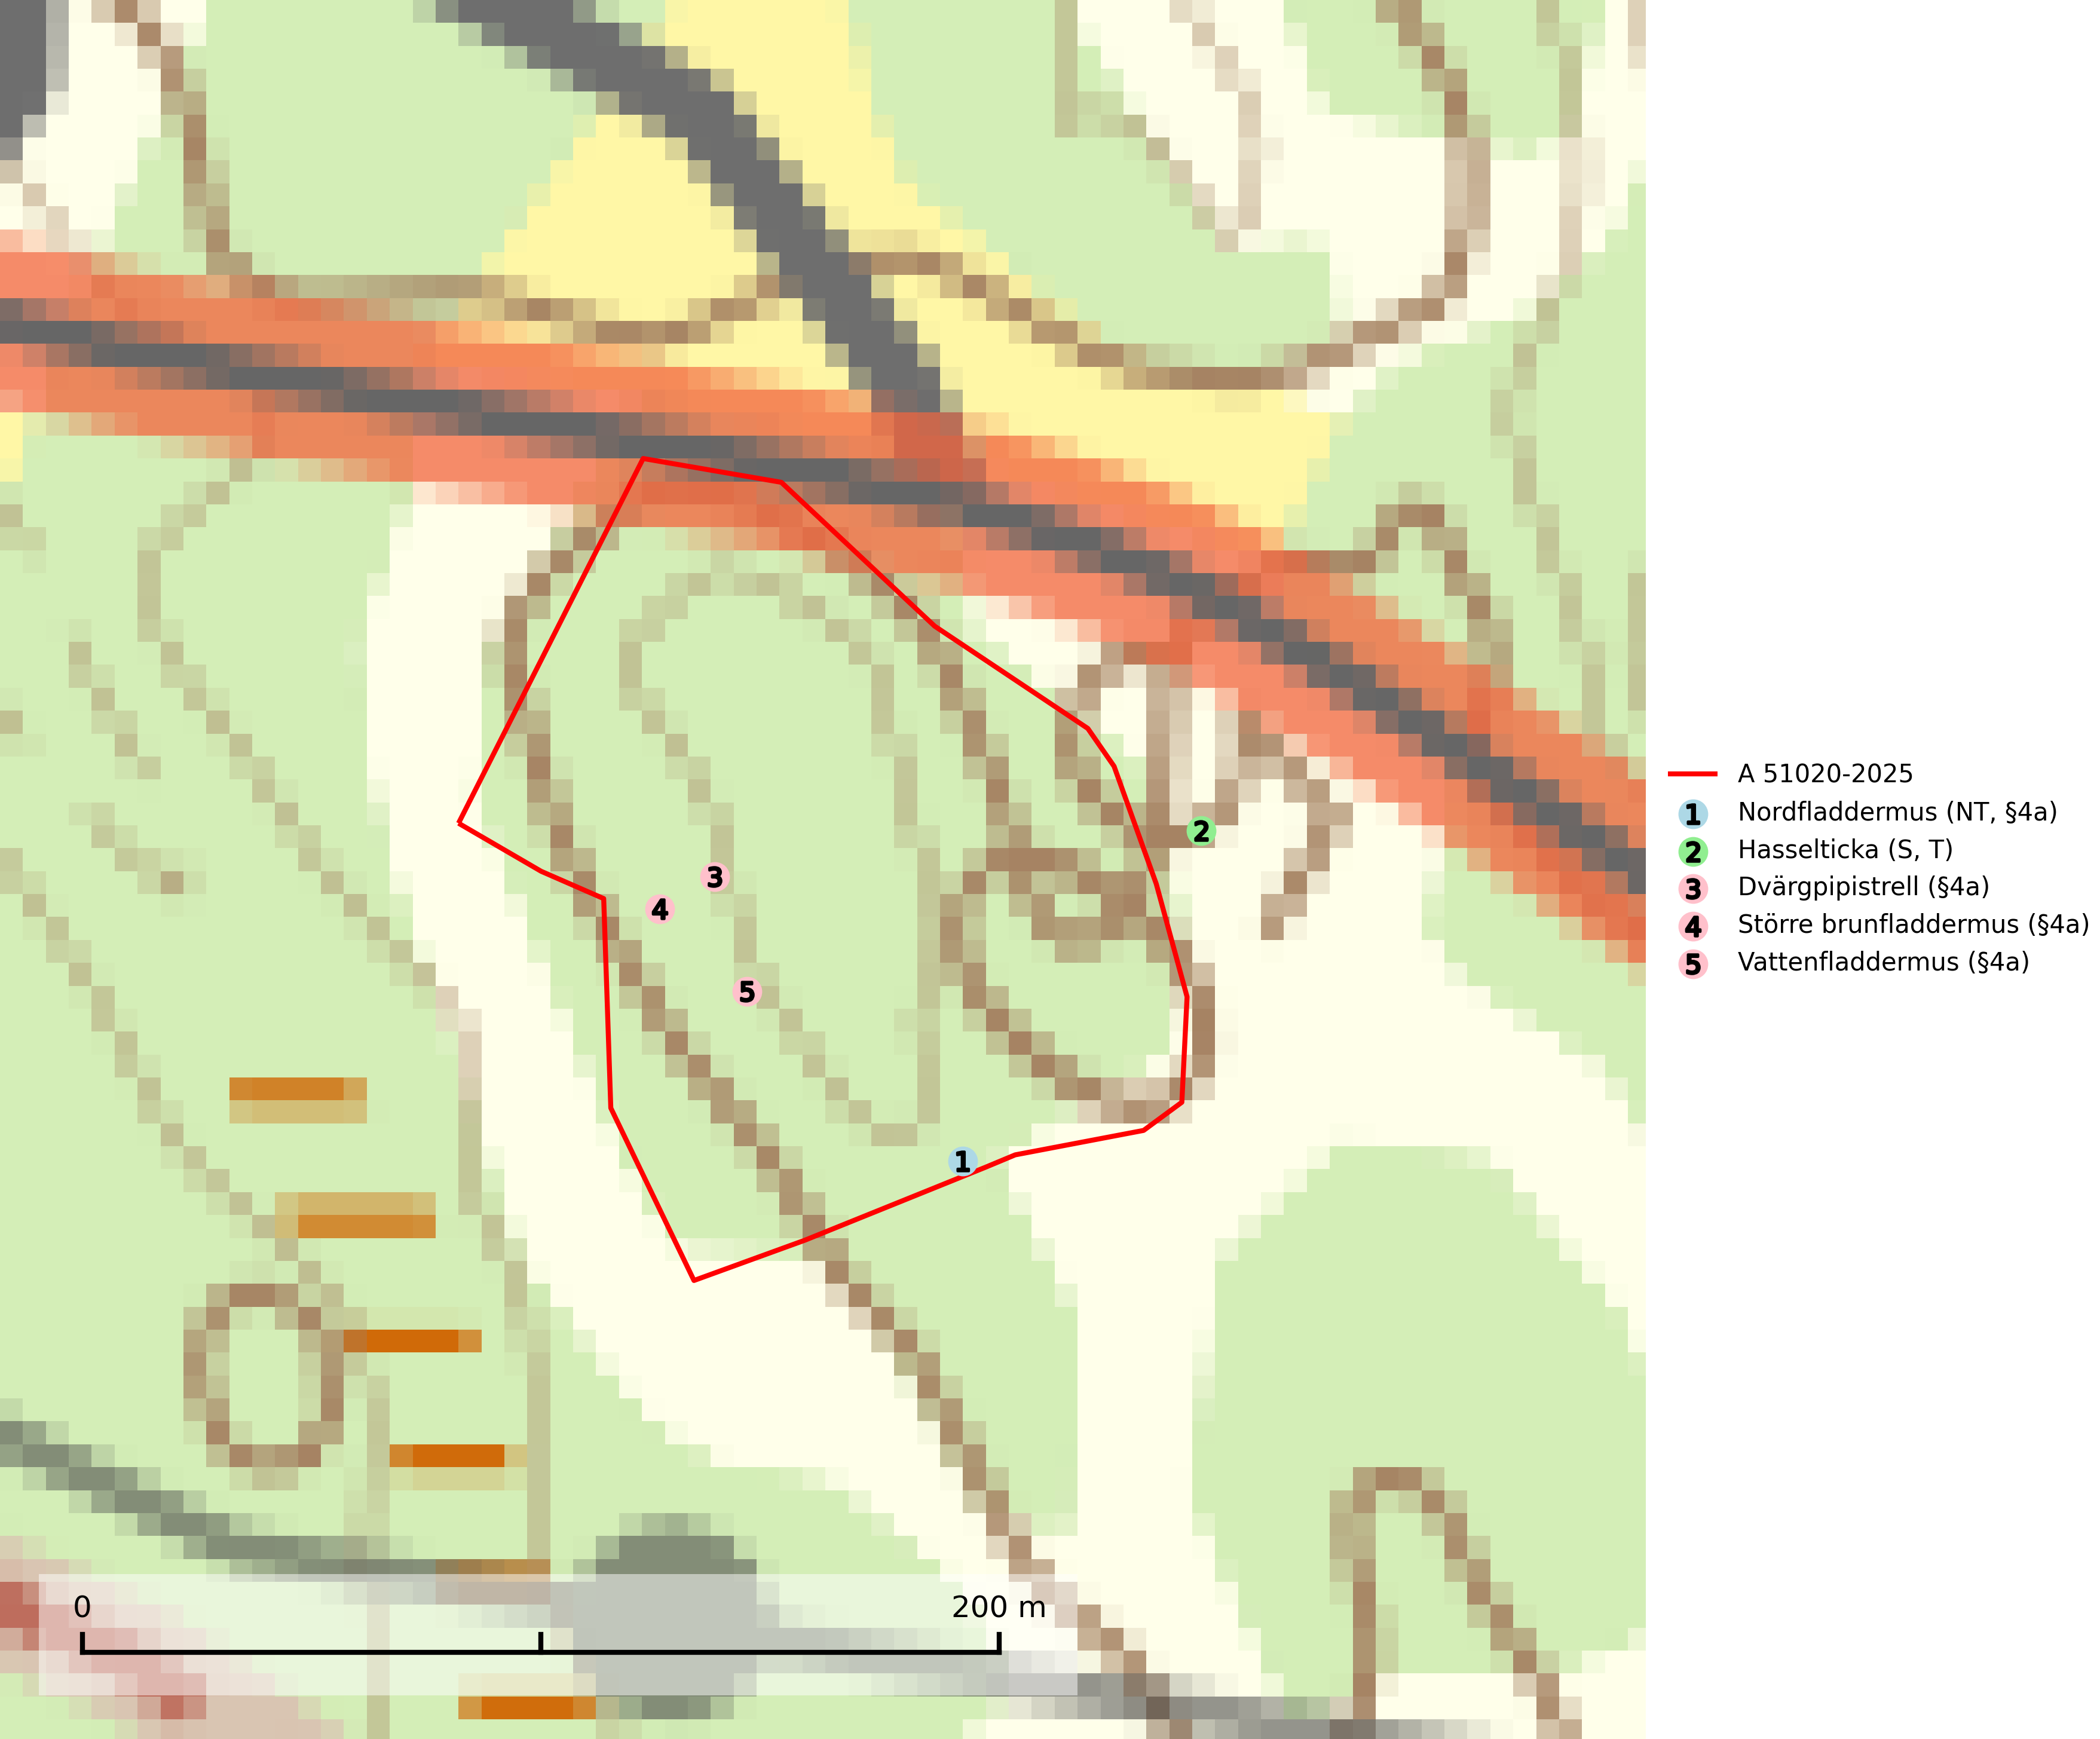 2
3
4
5
1
0 200 m
A 51020-2025
1 Nordfladdermus (NT, §4a)
2 Hasselticka (S, T)
3 Dvärgpipistrell (§4a)
4 Större brunfladdermus (§4a)
5 Vattenfladdermus (§4a)